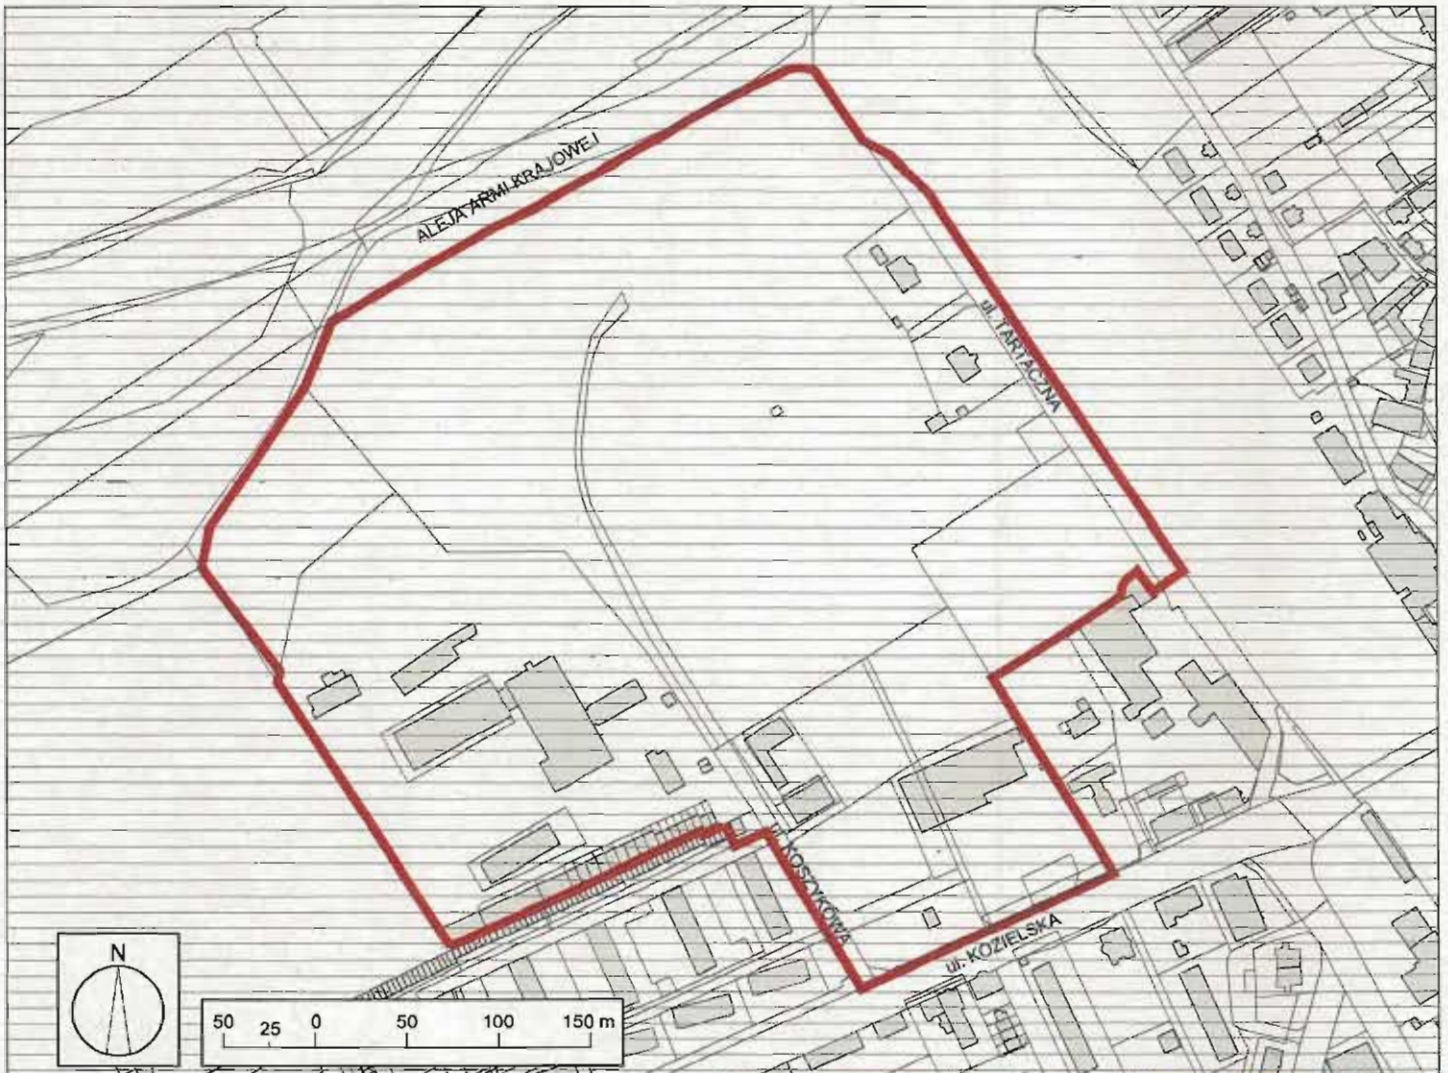 ALEJA ARMI KRAJOWEJ
ul. TARTACZNA
KOSZYKOWA
ul. KOZIELSKA
N
50 25 0 50 100 150 m